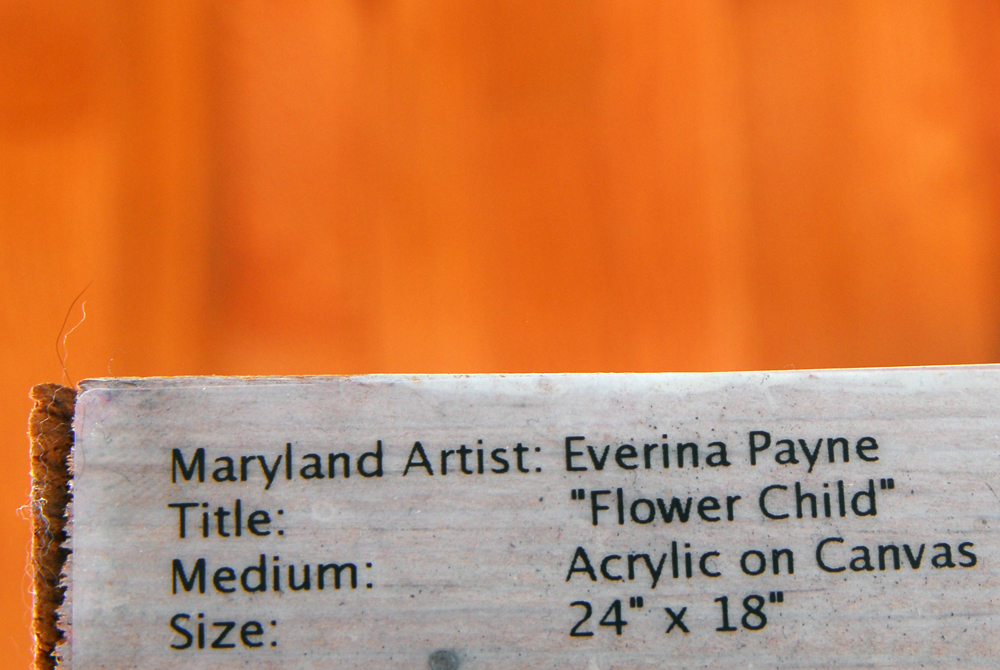 Maryland Artist: Everina Payne
Title: "Flower Child"
Medium: Acrylic on Canvas
Size: 24" x 18"